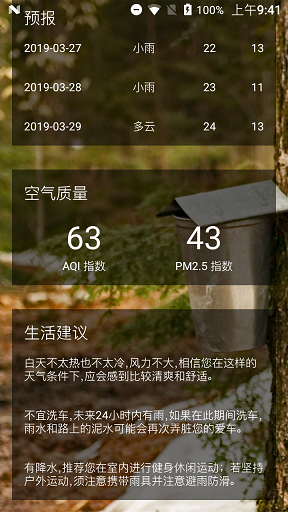 100% 上午9:41
预报
2019-03-27 小雨 22 13
2019-03-28 小雨 23 11
2019-03-29 多云 24 13
空气质量
63 43
AQI 指数 PM2.5 指数
生活建议
白天不太热也不太冷,风力不大,相信您在这样的
天气条件下,应会感到比较清爽和舒适。
不宜洗车,未来24小时内有雨,如果在此期间洗车,
雨水和路上的泥水可能会再次弄脏您的爱车。
有降水,推荐您在室内进行健身休闲运动；若坚持
户外运动,须注意携带雨具并注意避雨防滑。